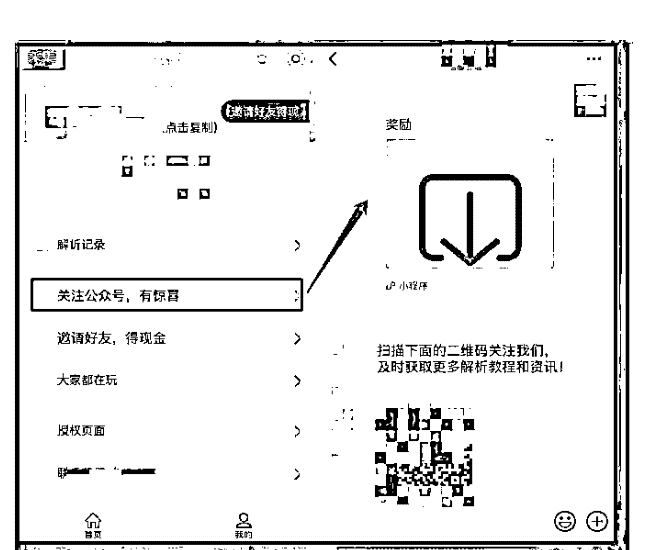 邀请好友得现
点击复制)
解析记录
关注公众号，有惊喜
邀请好友，得现金
大家都在玩
授权页面
联
首页
我的
奖励
小程序
扫描下面的二维码关注我们，
及时获取更多解析教程和资讯！